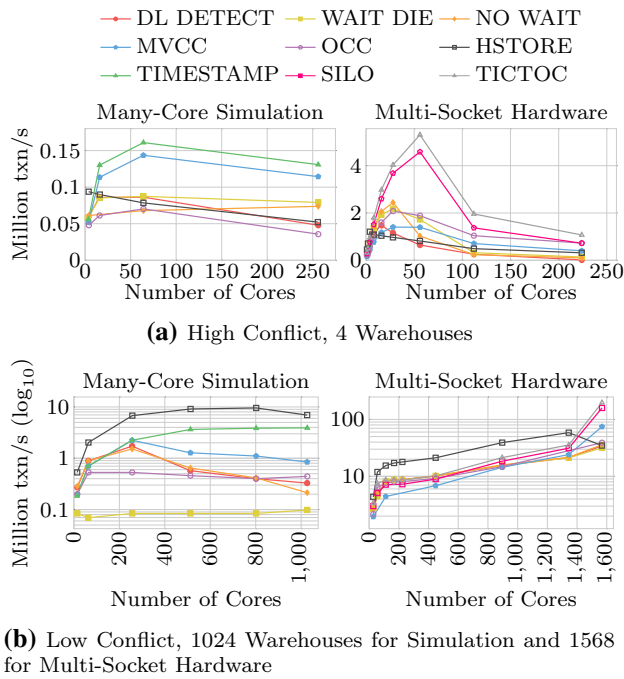 DL DETECT WAIT DIE NO WAIT
MVCC OCC HSTORE
TIMESTAMP SILO TICTOC
Many-Core Simulation Multi-Socket Hardware
Million txn/s
0.15
0.1
0.05
0
4
2
0
0 50 100 150 200 250
0 50 100 150 200 250
Number of Cores Number of Cores
(a) High Conflict, 4 Warehouses
Many-Core Simulation Multi-Socket Hardware
Million txn/s (log10)
10
1
0.1
100
10
0 200 400 600 800 1,000
0 200 400 600 800 1,000 1,200 1,400 1,600
Number of Cores Number of Cores
(b) Low Conflict, 1024 Warehouses for Simulation and 1568
for Multi-Socket Hardware